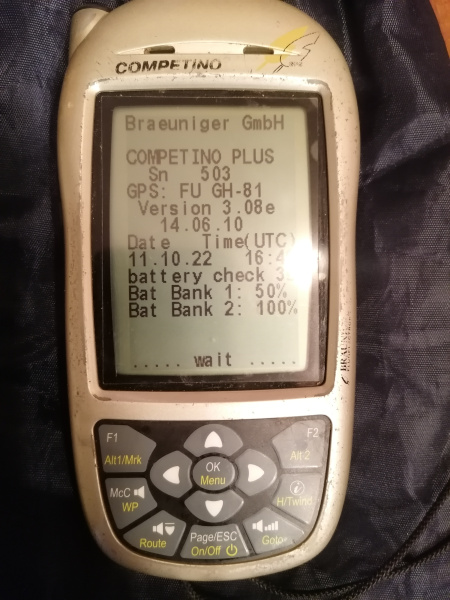 COMPETINO
Braeuniger GmbH
COMPETINO PLUS
Sn 503
GPS: FU GH-81
Version 3.08e
14.06.10
Date Time(UTC)
11.10.22
battery check
Bat Bank 1: 50%
Bat Bank 2: 100%
..... wait .....
F1
F2
Alt1/Mrk
Alt 2
OK
Menu
McC
WP
i
H/Twind
Route
Page/ESC
On/Off
Goto